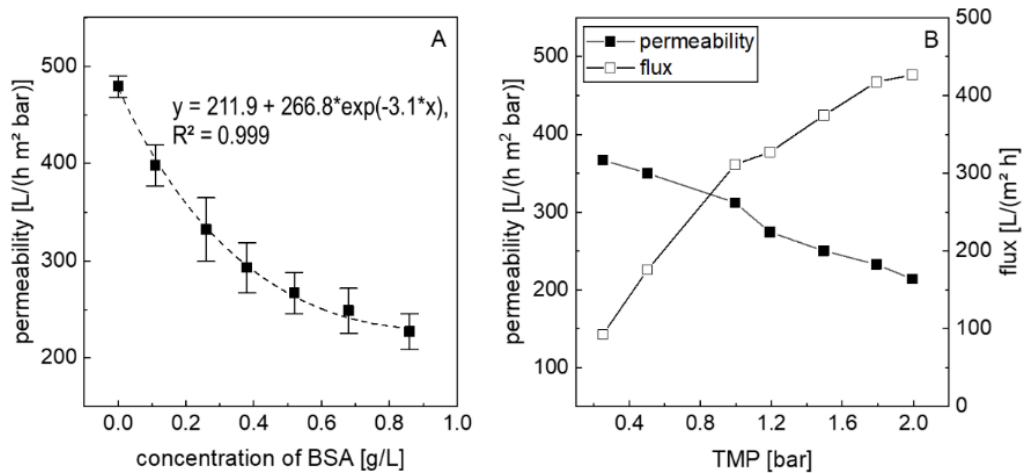 A
y = 211.9 + 266.8*exp(-3.1*x),
R² = 0.999
permeability [L/(h m² bar)]
500
400
300
200
0.0 0.2 0.4 0.6 0.8 1.0
concentration of BSA [g/L]
B
permeability
flux
permeability [L/(h m² bar)]
500
400
350
300
250
200
150
100
500
400
300
200
100
0
flux [L/(m² h)]
0.4 0.8 1.2 1.6 2.0
TMP [bar]